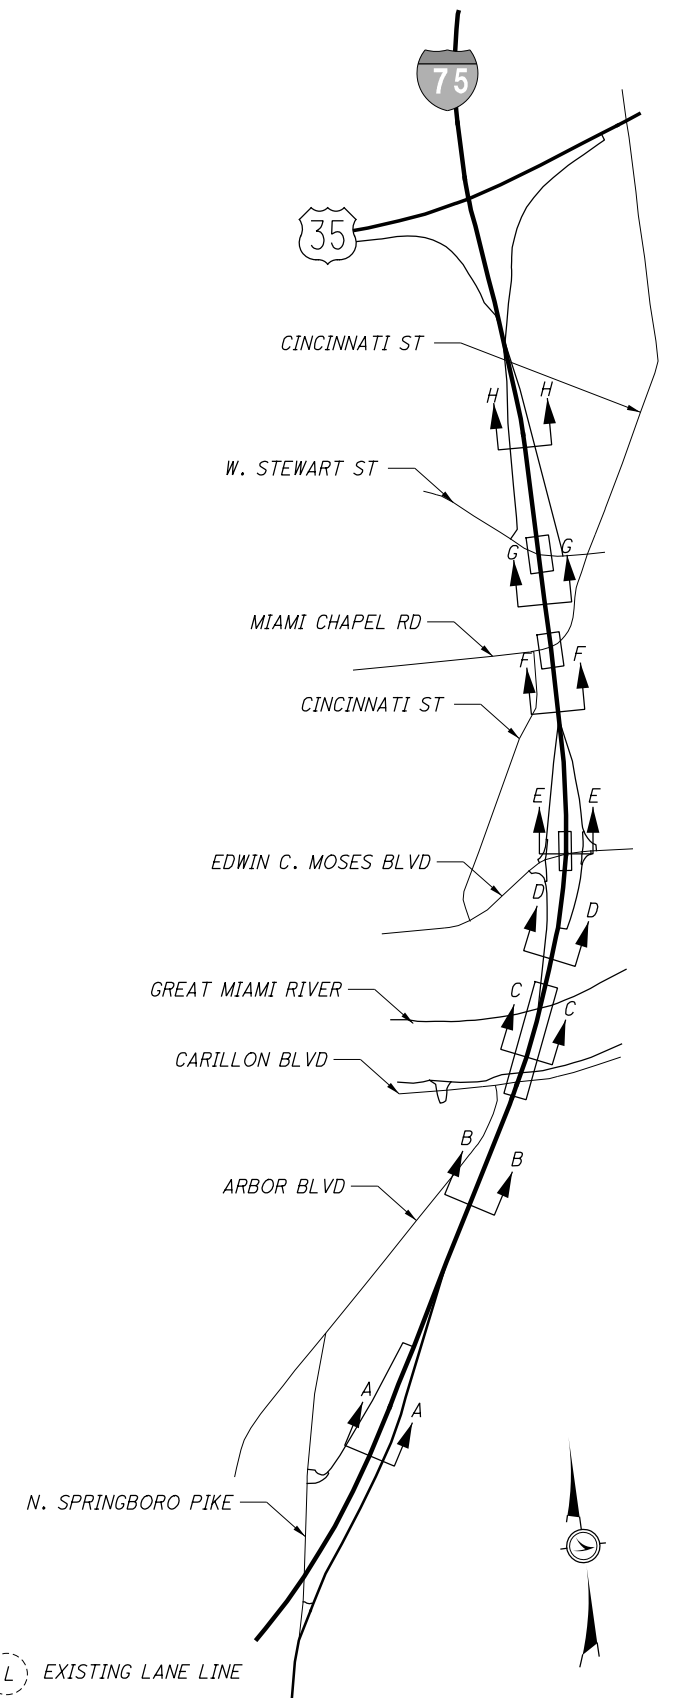 75
35
CINCINNATI ST
H H
W. STEWART ST
G G
MIAMI CHAPEL RD
F F
CINCINNATI ST
E E
EDWIN C. MOSES BLVD
D D
GREAT MIAMI RIVER
C C
CARILLON BLVD
B B
ARBOR BLVD
A A
N. SPRINGBORO PIKE
L EXISTING LANE LINE